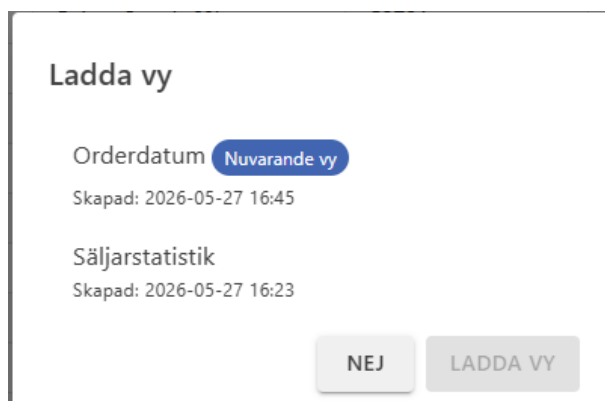 Ladda vy
Orderdatum Nuvarande vy
Skapad: 2026-05-27 16:45
Säljarstatistik
Skapad: 2026-05-27 16:23
NEJ LADDA VY